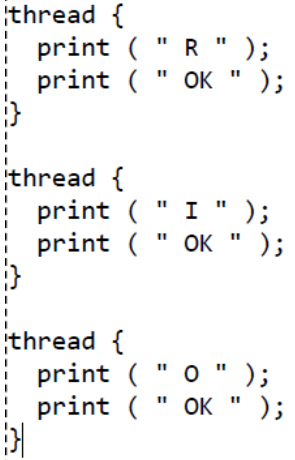 thread {
print ( " R " );
print ( " OK " );
}
thread {
print ( " I " );
print ( " OK " );
}
thread {
print ( " O " );
print ( " OK " );
}